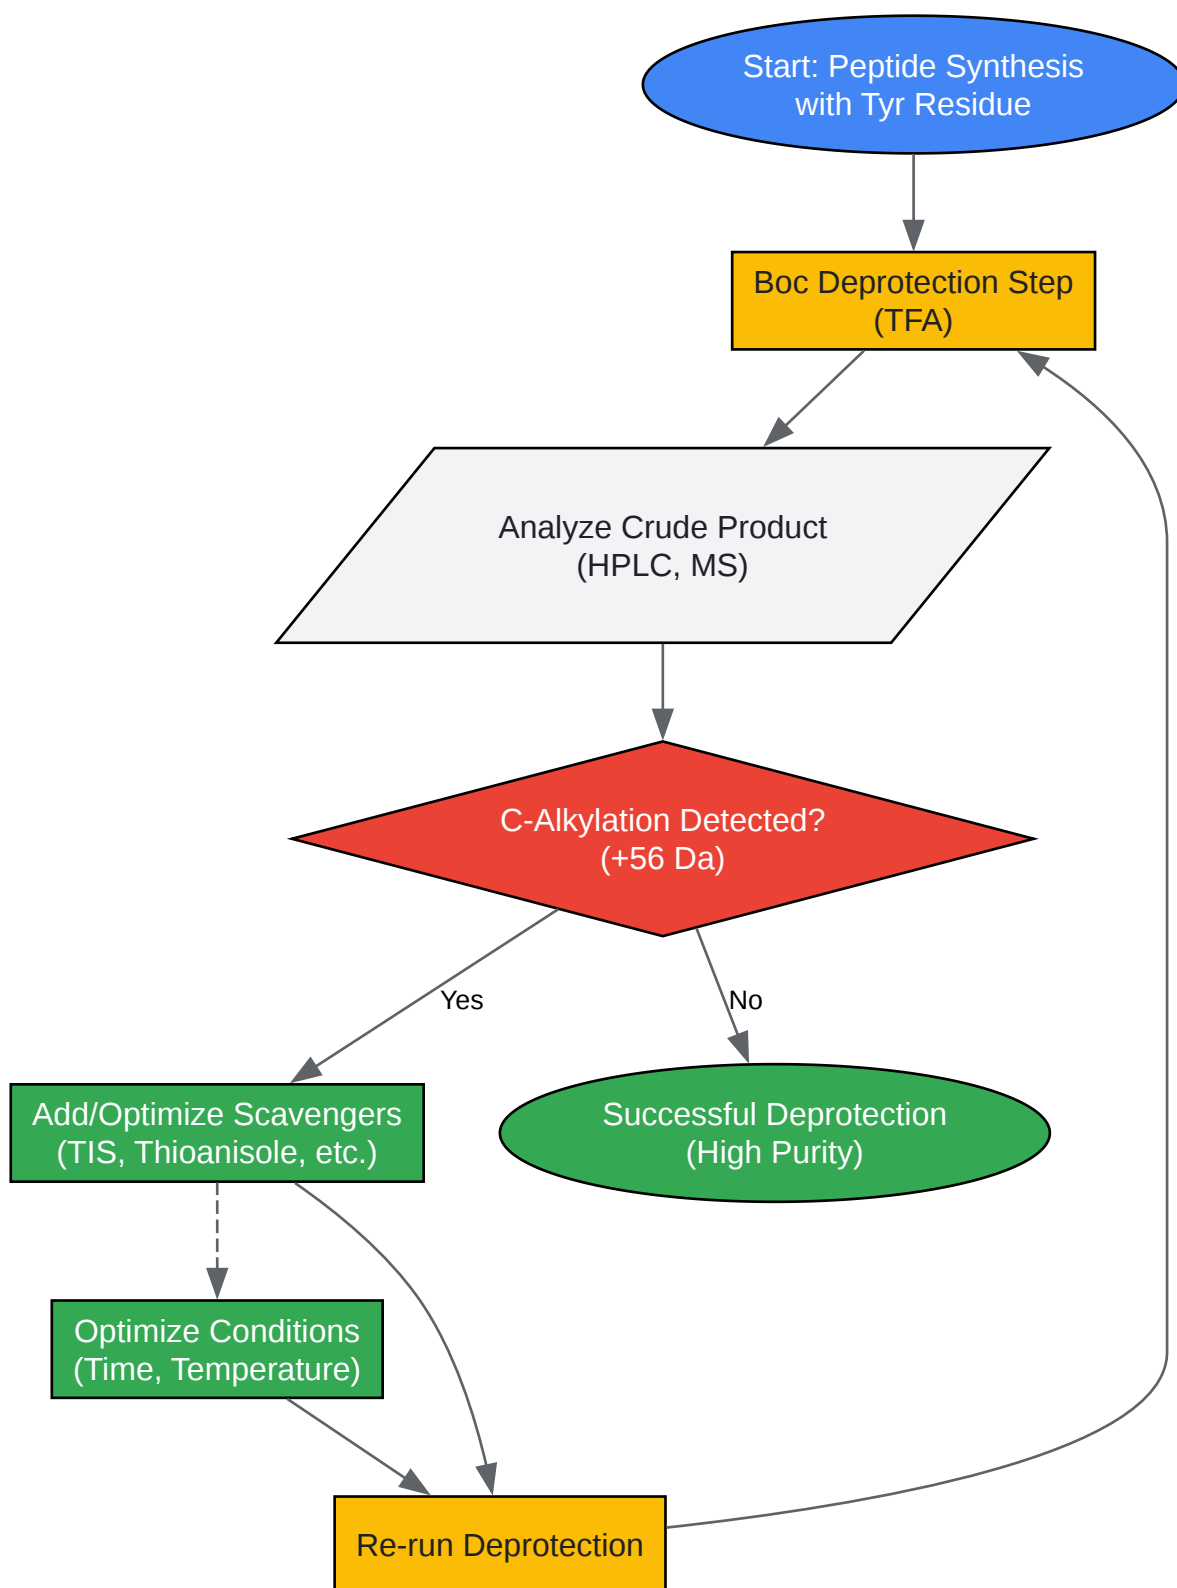 Start: Peptide Synthesis
with Tyr Residue
Boc Deprotection Step
(TFA)
Analyze Crude Product
(HPLC, MS)
C-Alkylation Detected?
(+56 Da)
Yes
No
Add/Optimize Scavengers
(TIS, Thioanisole, etc.)
Successful Deprotection
(High Purity)
Optimize Conditions
(Time, Temperature)
Re-run Deprotection